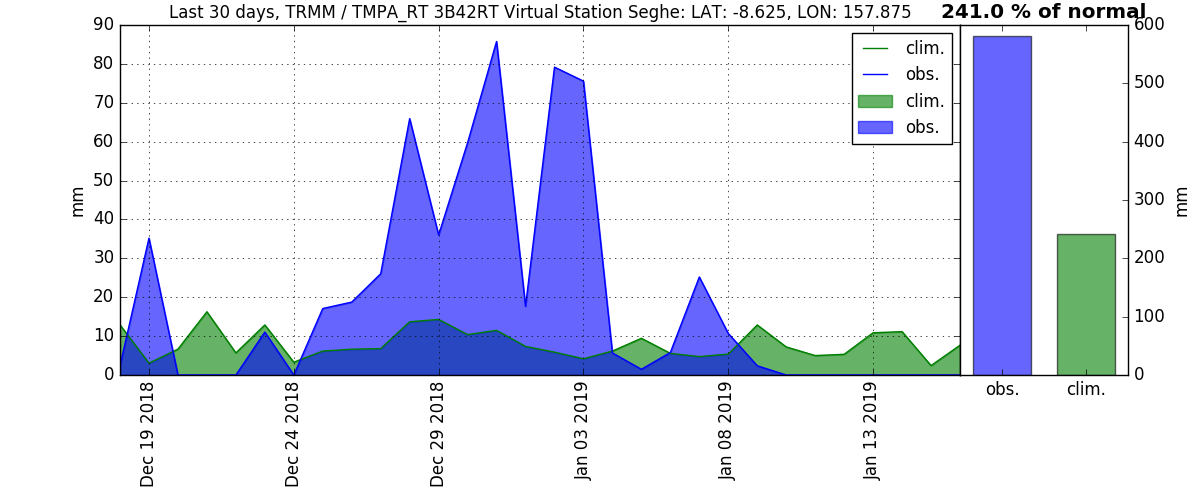 Last 30 days, TRMM / TMPA_RT 3B42RT Virtual Station Seghe: LAT: -8.625, LON: 157.875
241.0 % of normal
90
80
70
60
50
40
30
20
10
0
mm
clim.
obs.
clim.
obs.
600
500
400
300
200
100
0
mm
obs.
clim.
Dec 19 2018
Dec 24 2018
Dec 29 2018
Jan 03 2019
Jan 08 2019
Jan 13 2019